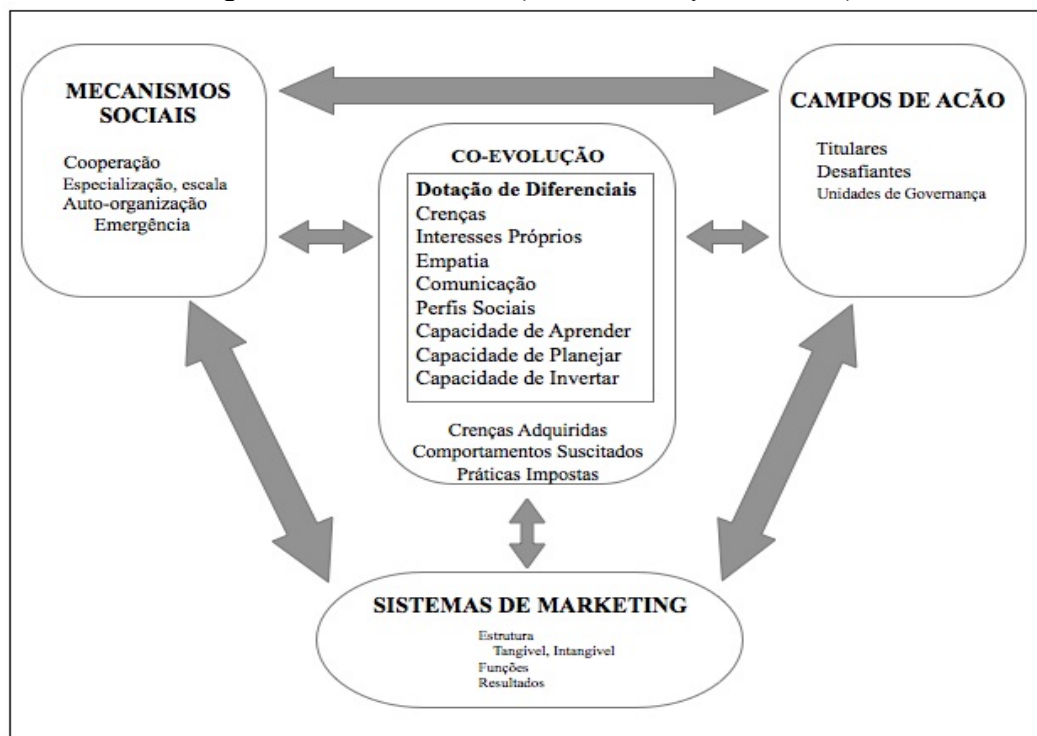 MECANISMOS
SOCIAIS
Cooperação
Especialização, escala
Auto-organização
Emergência
CAMPOS DE ACÃO
Titulares
Desafiantes
Unidades de Governança
CO-EVOLUÇÃO
Dotação de Diferenciais
Crenças
Interesses Próprios
Empatia
Comunicação
Perfis Sociais
Capacidade de Aprender
Capacidade de Planejar
Capacidade de Invertar
Crenças Adquiridas
Comportamentos Suscitados
Práticas Impostas
SISTEMAS DE MARKETING
Estrutura
Tangível, Intangível
Funções
Resultados